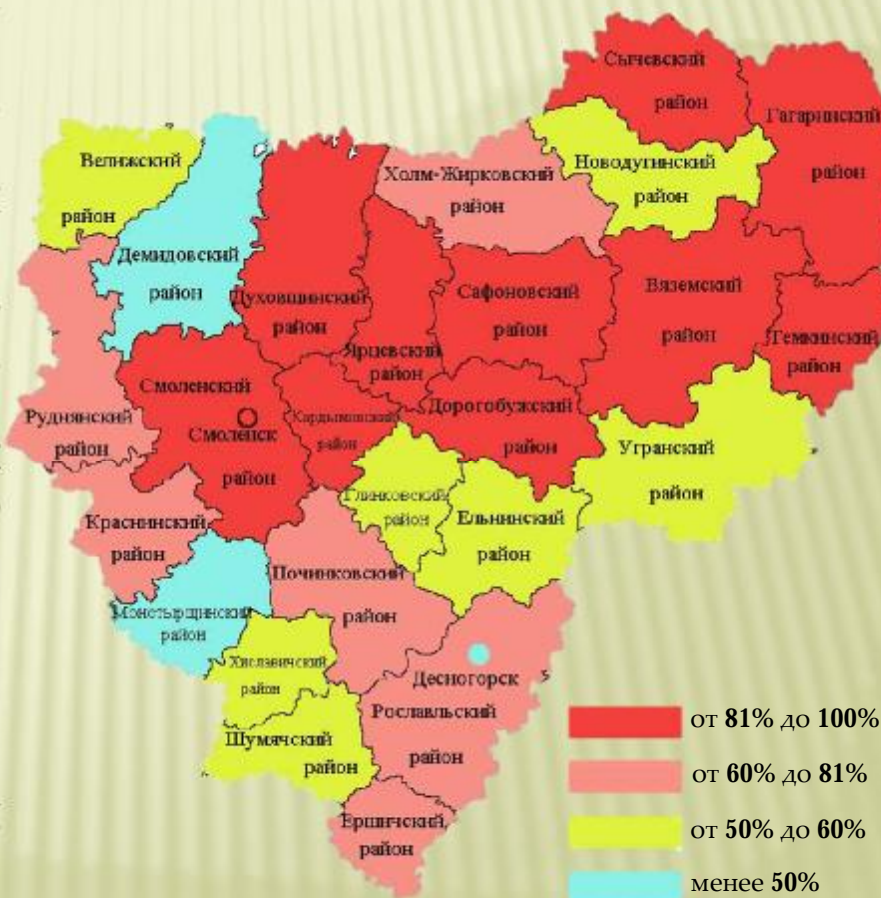 Сычевский
район
Гагаринский
район
Велижский
район
Новодугинский
район
Холм-Жирковский
район
Демидовский
район
Духовщинский
район
Сафоновский
район
Вяземский
район
Ярцевский
район
Темкинский
район
Смоленский
Смоленск
район
Кардымовский
район
Дорогобужский
район
Руднянский
район
Угранский
район
Глинковский
район
Ельнинский
район
Краснинский
район
Починковский
район
Монстырщинский
район
Хиславичский
район
Десногорск
Рославльский
район
Шумячский
район
Ершичский
район
от 81% до 100%
от 60% до 81%
от 50% до 60%
менее 50%